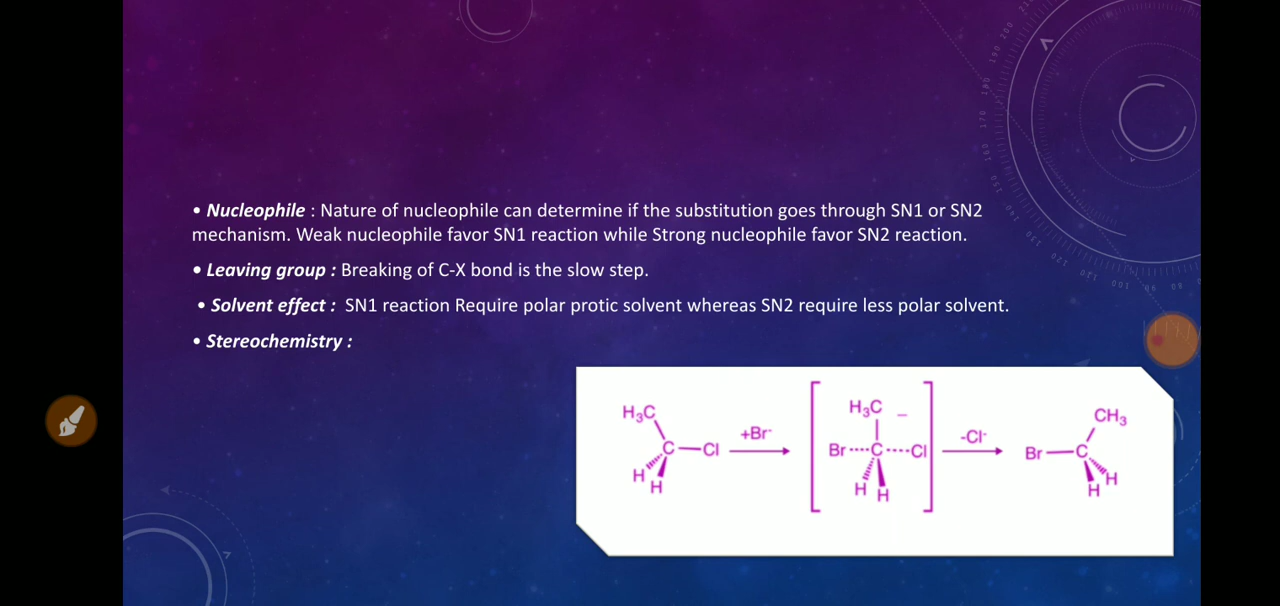 • Nucleophile : Nature of nucleophile can determine if the substitution goes through SN1 or SN2
mechanism. Weak nucleophile favor SN1 reaction while Strong nucleophile favor SN2 reaction.
• Leaving group : Breaking of C-X bond is the slow step.
• Solvent effect : SN1 reaction Require polar protic solvent whereas SN2 require less polar solvent.
• Stereochemistry :
H₃C
C—Cl
H
H
+Br⁻
H₃C –
Br----C----Cl
H H
-Cl⁻
CH₃
Br—C
H
H